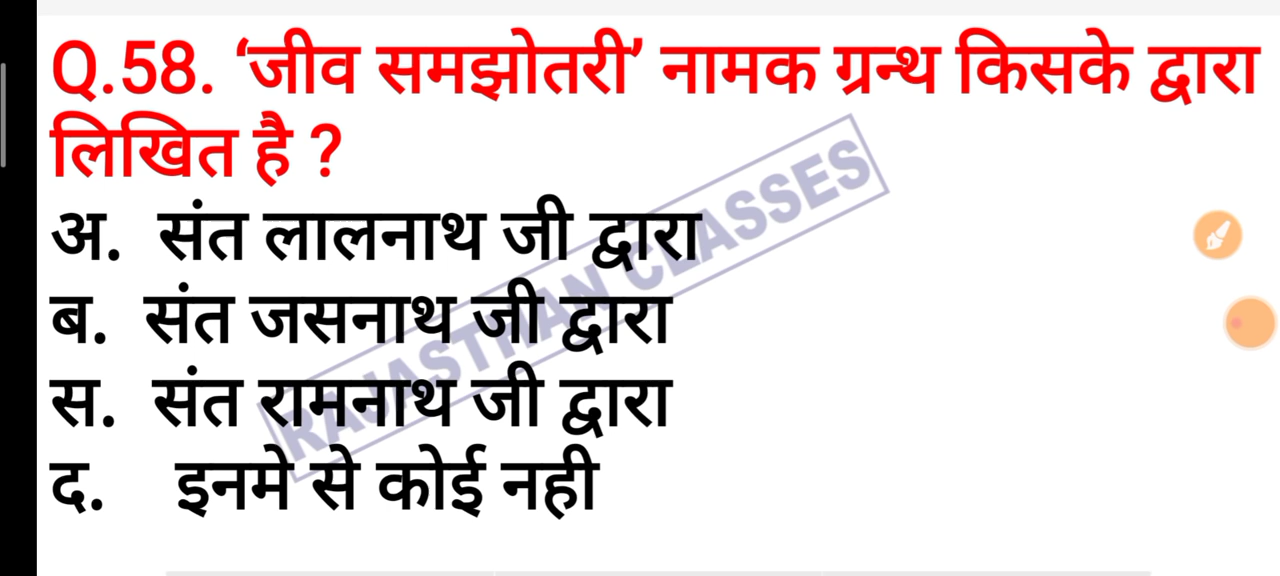 Q.58. ‘जीव समझोतरी’ नामक ग्रन्थ किसके द्वारा
लिखित है ?
अ. संत लालनाथ जी द्वारा
ब. संत जसनाथ जी द्वारा
स. संत रामनाथ जी द्वारा
द. इनमे से कोई नही
RAJASTHAN CLASSES